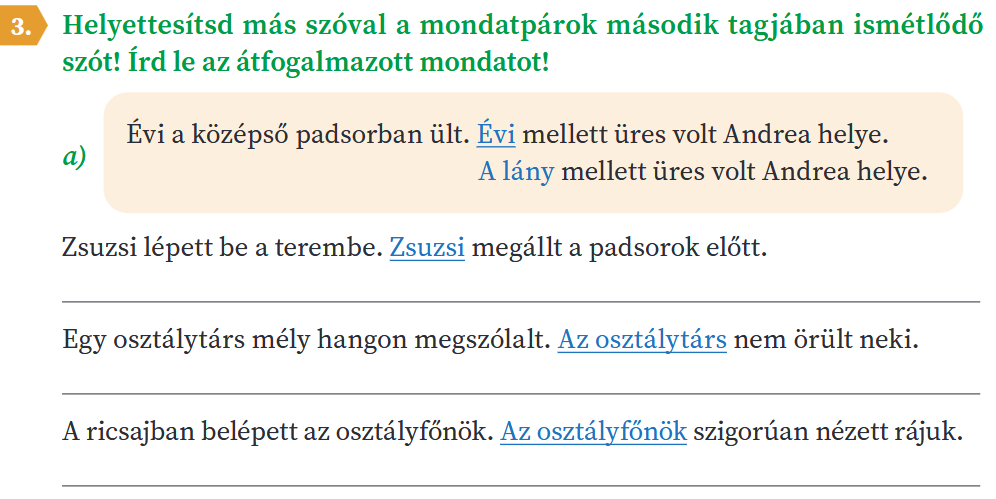 3. Helyettesítsd más szóval a mondatpárok második tagjában ismétlődő
szót! Írd le az átfogalmazott mondatot!
a) Évi a középső padsorban ült. Évi mellett üres volt Andrea helye.
A lány mellett üres volt Andrea helye.
Zsuzsi lépett be a terembe. Zsuzsi megállt a padsorok előtt.
Egy osztálytárs mély hangon megszólalt. Az osztálytárs nem örült neki.
A ricsajban belépett az osztályfőnök. Az osztályfőnök szigorúan nézett rájuk.